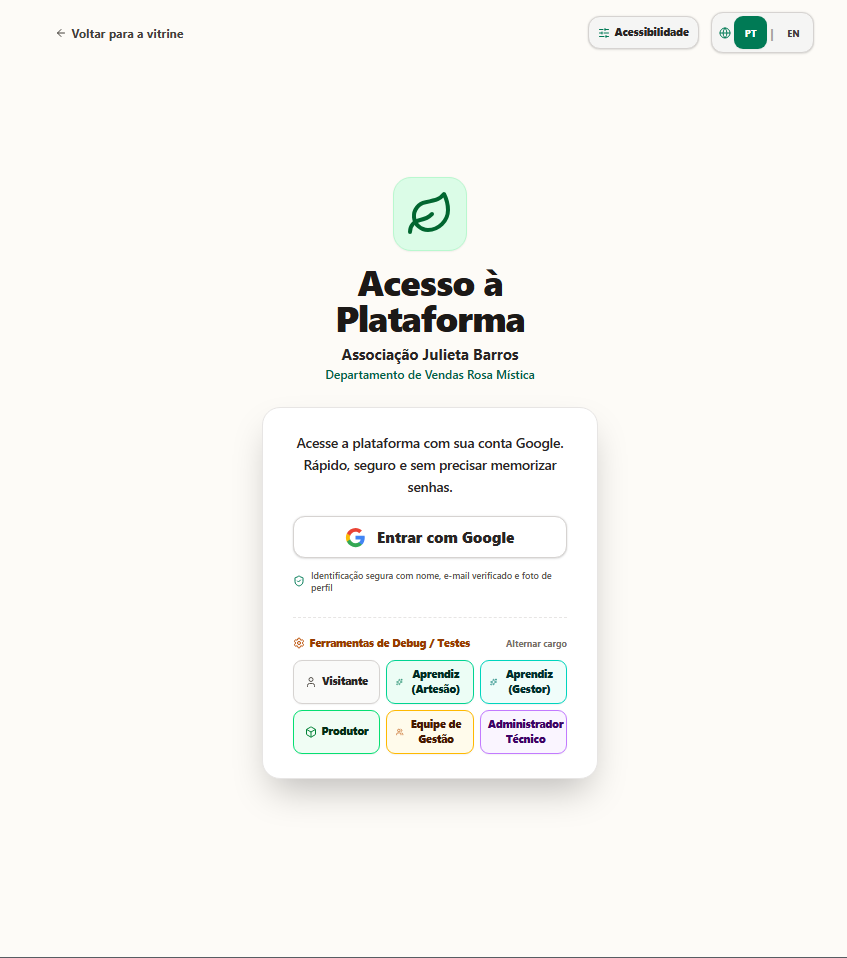 Voltar para a vitrine
Acessibilidade
PT | EN
Acesso à
Plataforma
Associação Julieta Barros
Departamento de Vendas Rosa Mística
Acesse a plataforma com sua conta Google.
Rápido, seguro e sem precisar memorizar
senhas.
Entrar com Google
Identificação segura com nome, e-mail verificado e foto de
perfil
Ferramentas de Debug / Testes
Alternar cargo
Visitante
Aprendiz
(Artesão)
Aprendiz
(Gestor)
Produtor
Equipe de
Gestão
Administrador
Técnico